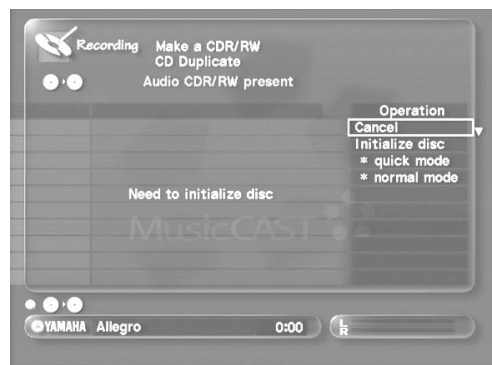 Recording
Make a CDR/RW
CD Duplicate
Audio CDR/RW present
Operation
Cancel
Initialize disc
* quick mode
* normal mode
Need to initialize disc
MusicCAST
YAMAHA Allegro 0:00
L
R